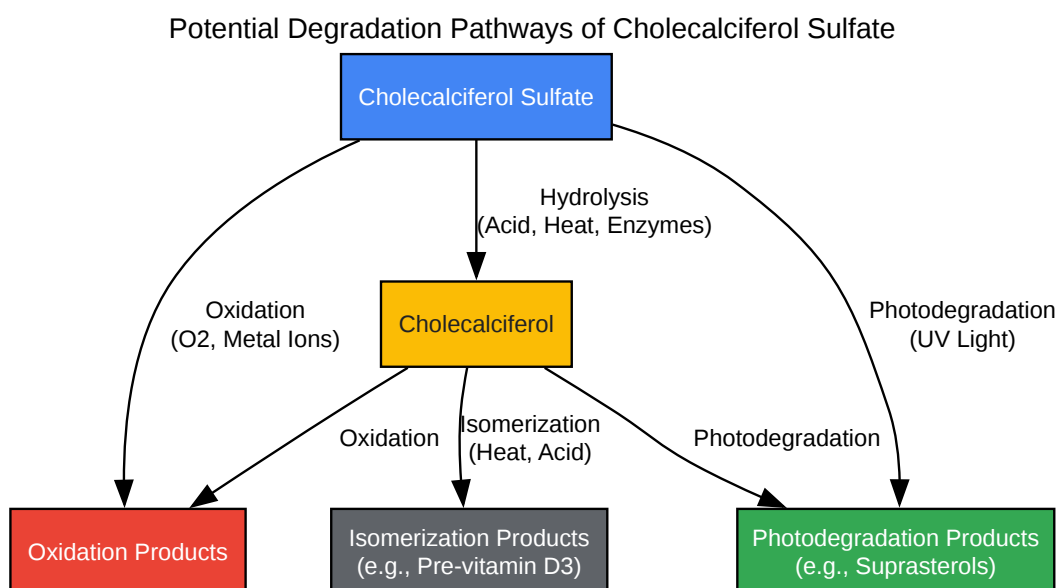 Potential Degradation Pathways of Cholecalciferol Sulfate
Cholecalciferol Sulfate
Hydrolysis
(Acid, Heat, Enzymes)
Oxidation
(O2, Metal Ions)
Cholecalciferol
Photodegradation
(UV Light)
Oxidation
Isomerization
(Heat, Acid)
Photodegradation
Oxidation Products
Isomerization Products
(e.g., Pre-vitamin D3)
Photodegradation Products
(e.g., Suprasterols)